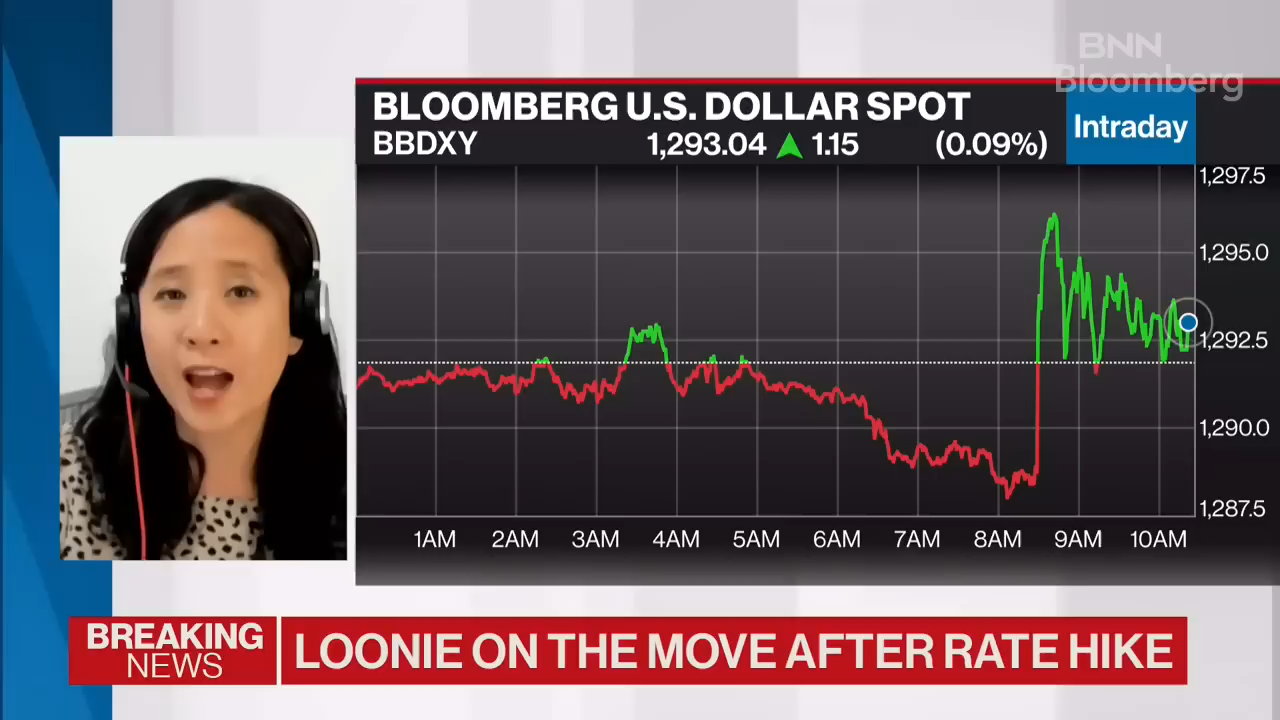 BNN
Bloomberg
BLOOMBERG U.S. DOLLAR SPOT
BBDXY 1,293.04 ▲ 1.15 (0.09%)
Intraday
1,297.5
1,295.0
1,292.5
1,290.0
1,287.5
1AM 2AM 3AM 4AM 5AM 6AM 7AM 8AM 9AM 10AM
BREAKING
NEWS
LOONIE ON THE MOVE AFTER RATE HIKE